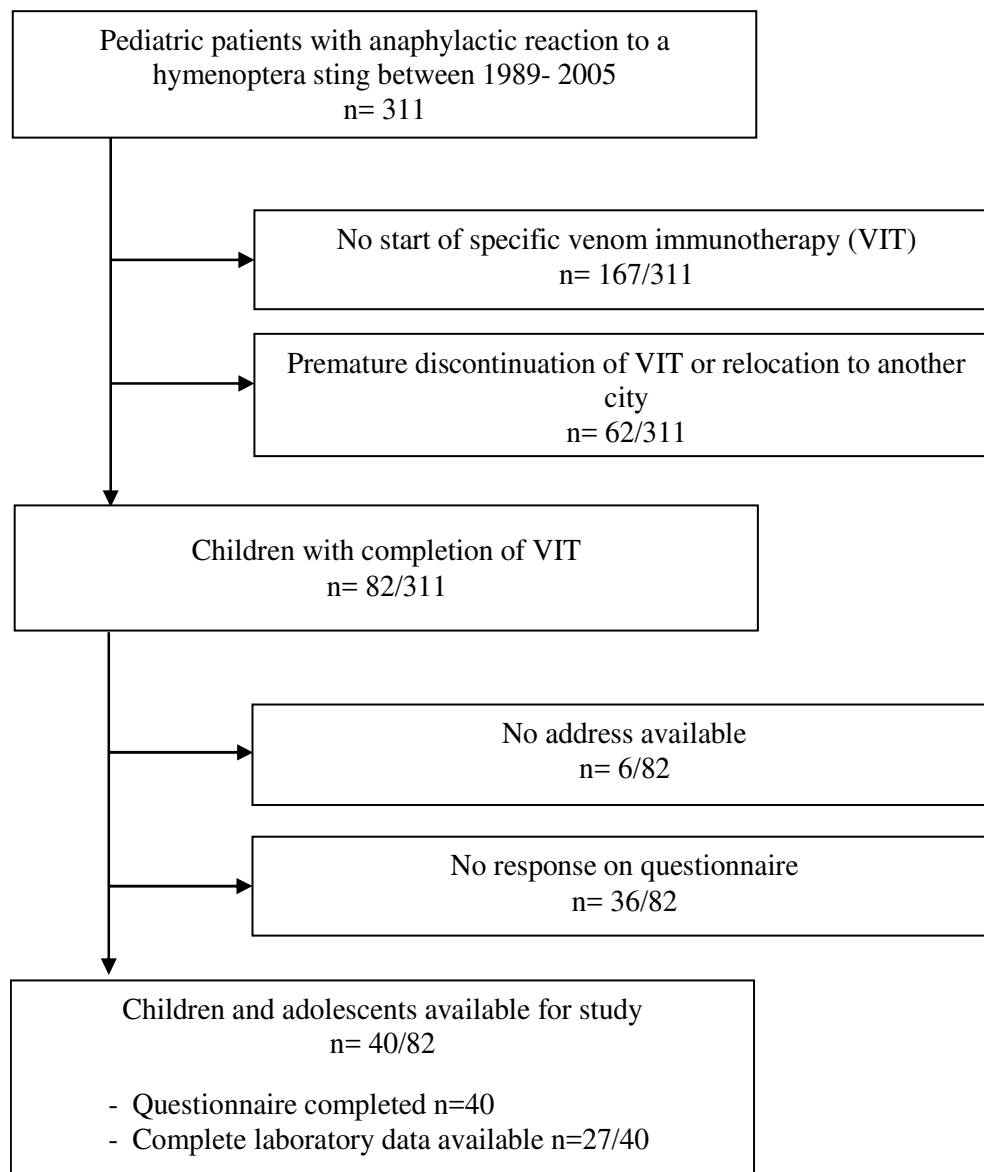 Pediatric patients with anaphylactic reaction to a
hymenoptera sting between 1989- 2005
n= 311
No start of specific venom immunotherapy (VIT)
n= 167/311
Premature discontinuation of VIT or relocation to another
city
n= 62/311
Children with completion of VIT
n= 82/311
No address available
n= 6/82
No response on questionnaire
n= 36/82
Children and adolescents available for study
n= 40/82
- Questionnaire completed n=40
- Complete laboratory data available n=27/40